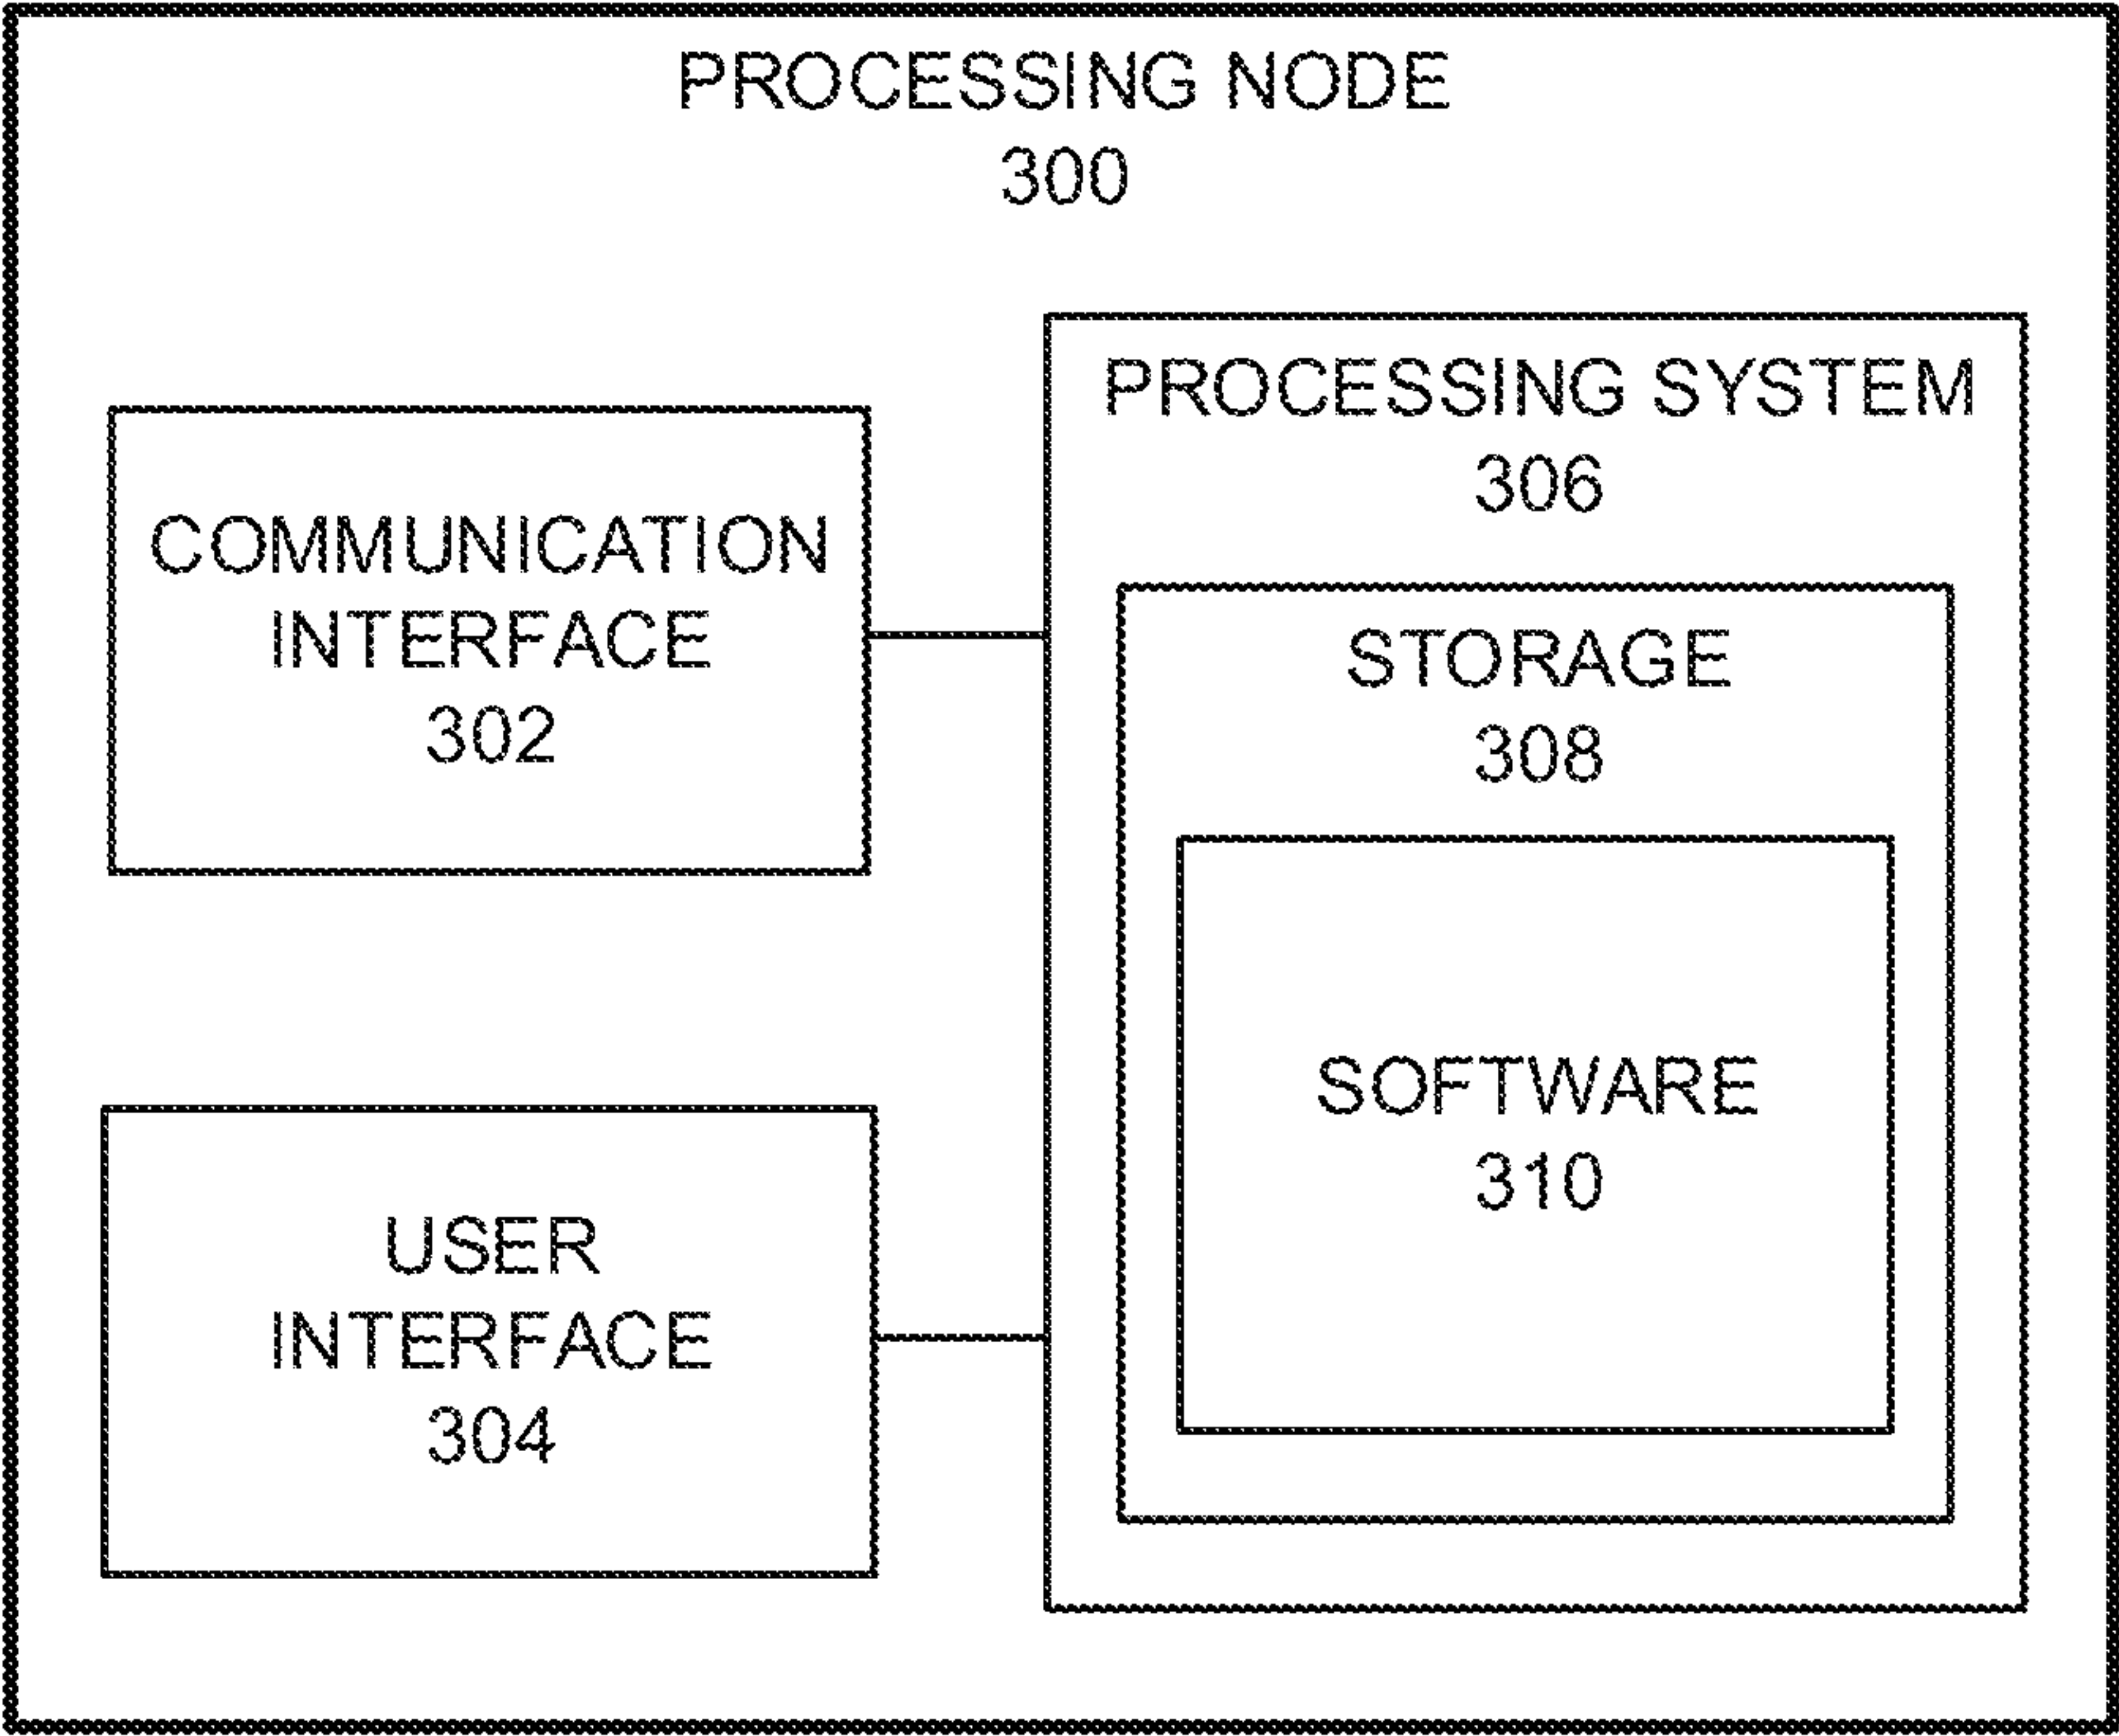 PROCESSING NODE
300
COMMUNICATION
INTERFACE
302
USER
INTERFACE
304
PROCESSING SYSTEM
306
STORAGE
308
SOFTWARE
310